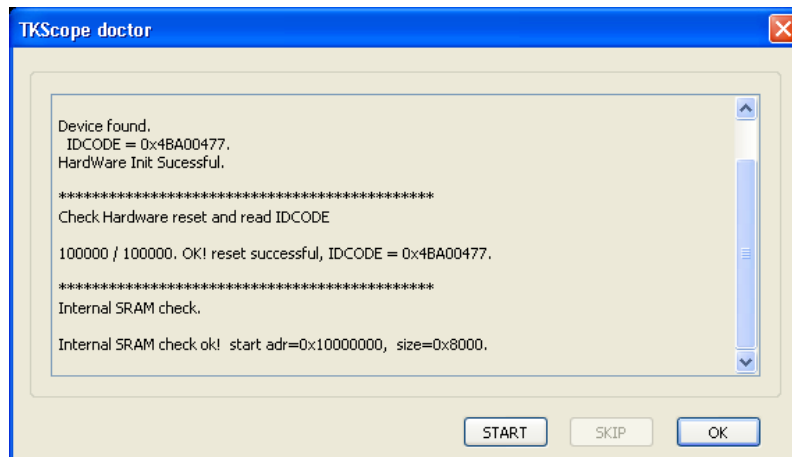 TKScope doctor
Device found.
IDCODE = 0x4BA00477.
HardWare Init Sucessful.
*********************************************
Check Hardware reset and read IDCODE
100000 / 100000. OK! reset successful, IDCODE = 0x4BA00477.
*********************************************
Internal SRAM check.
Internal SRAM check ok!  start adr=0x10000000,  size=0x8000.
START
SKIP
OK